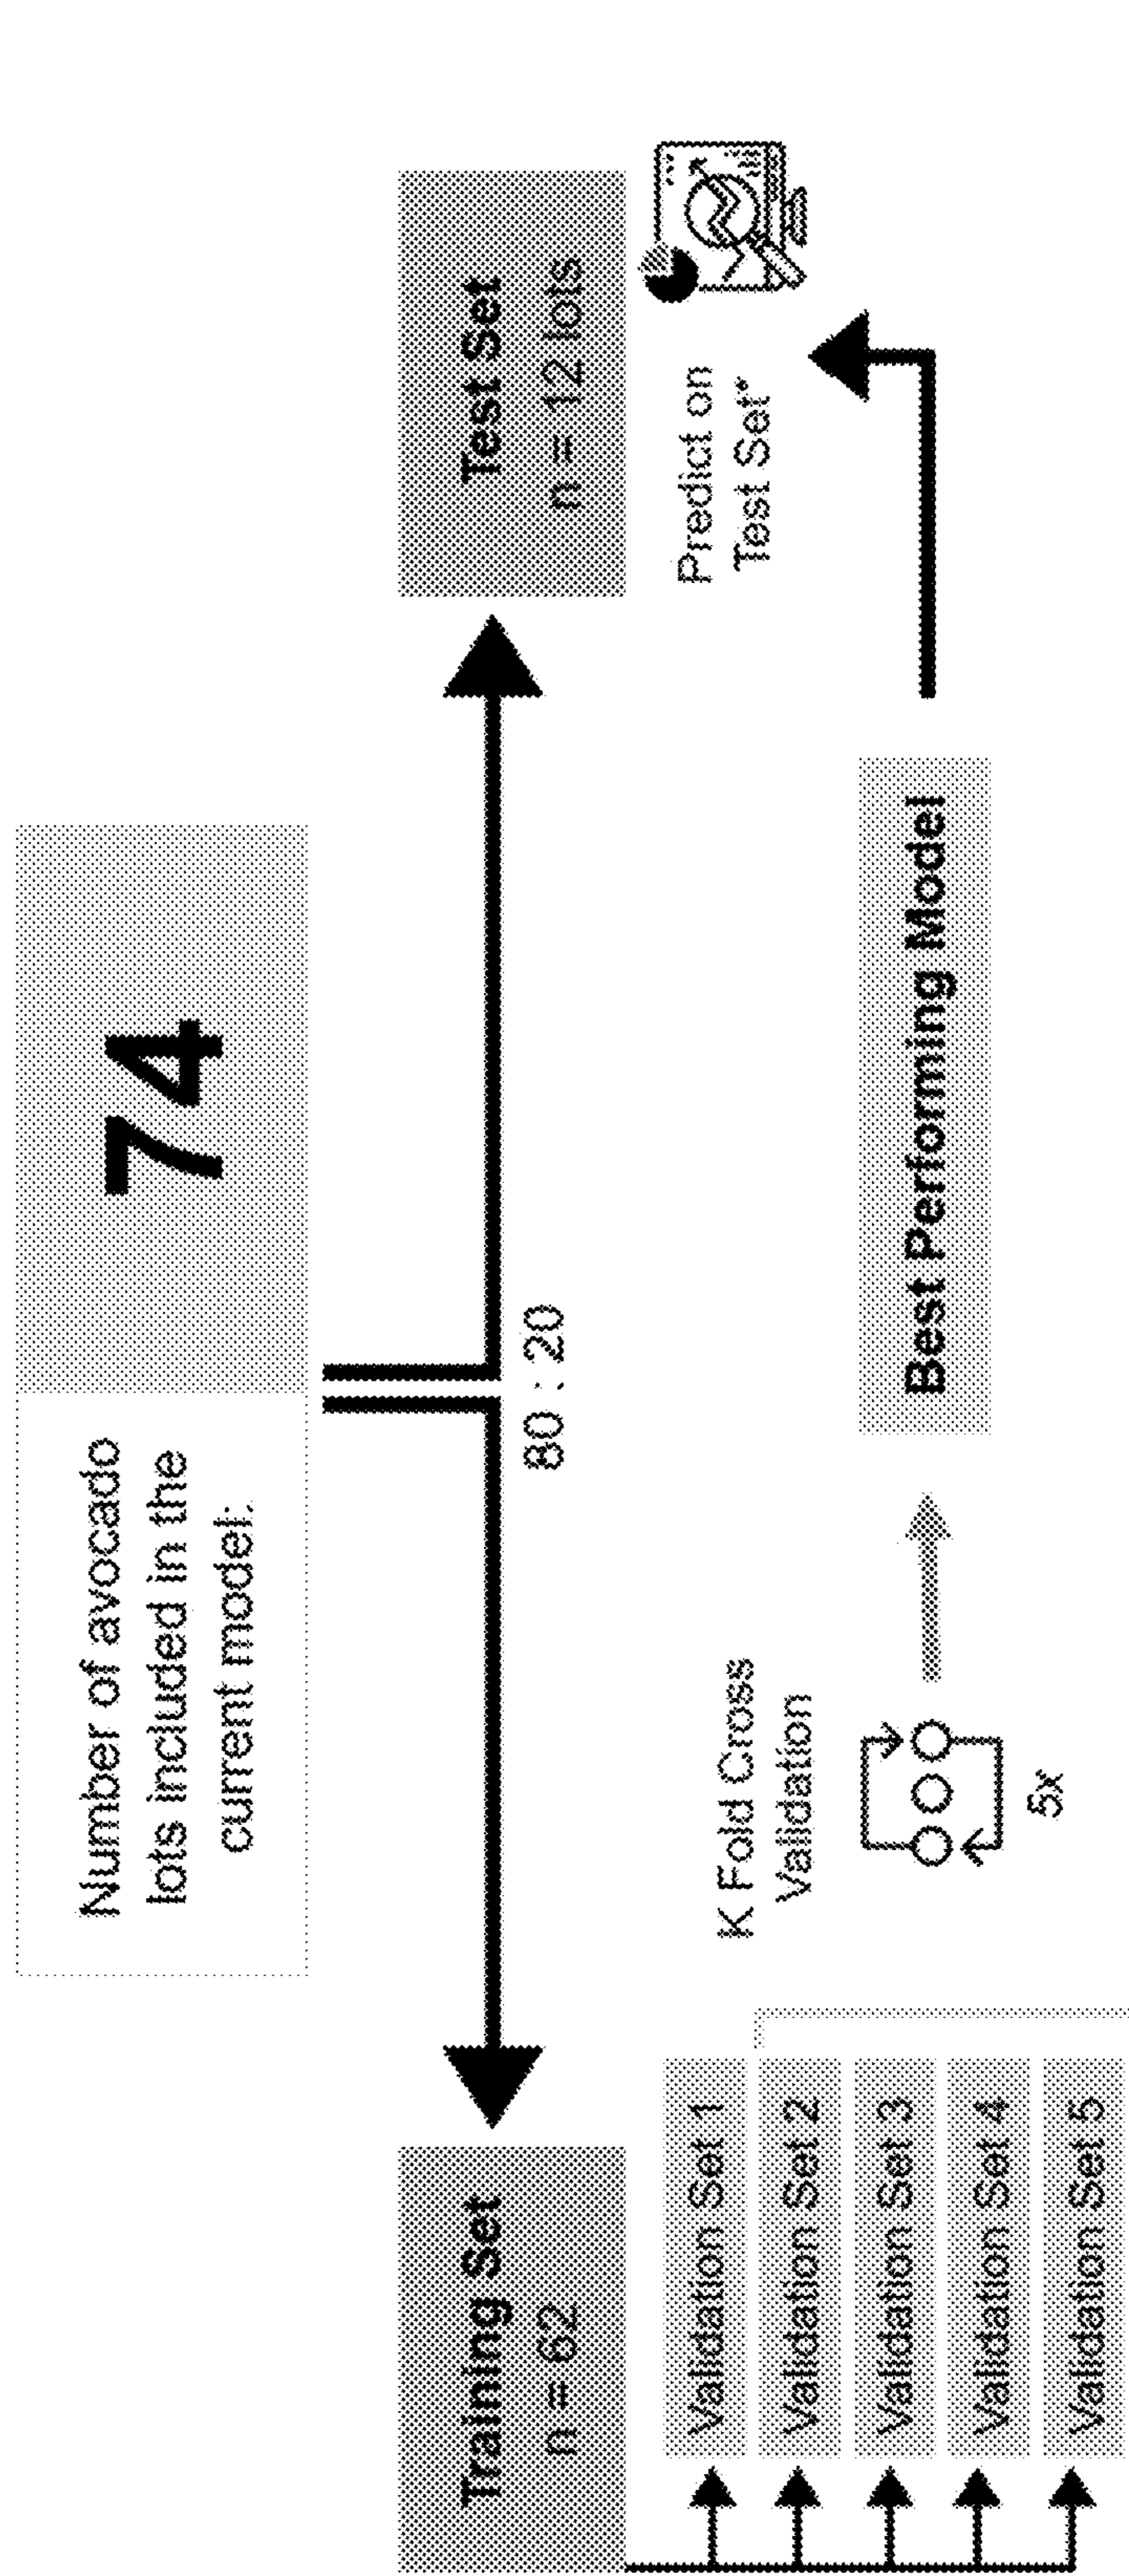 Number of avocado
lots included in the
current model:
74
80 : 20
Training Set
n = 62
Test Set
n = 12 lots
Validation Set 1
Validation Set 2
Validation Set 3
Validation Set 4
Validation Set 5
K Fold Cross
Validation
5x
Best Performing Model
Predict on
Test Set*